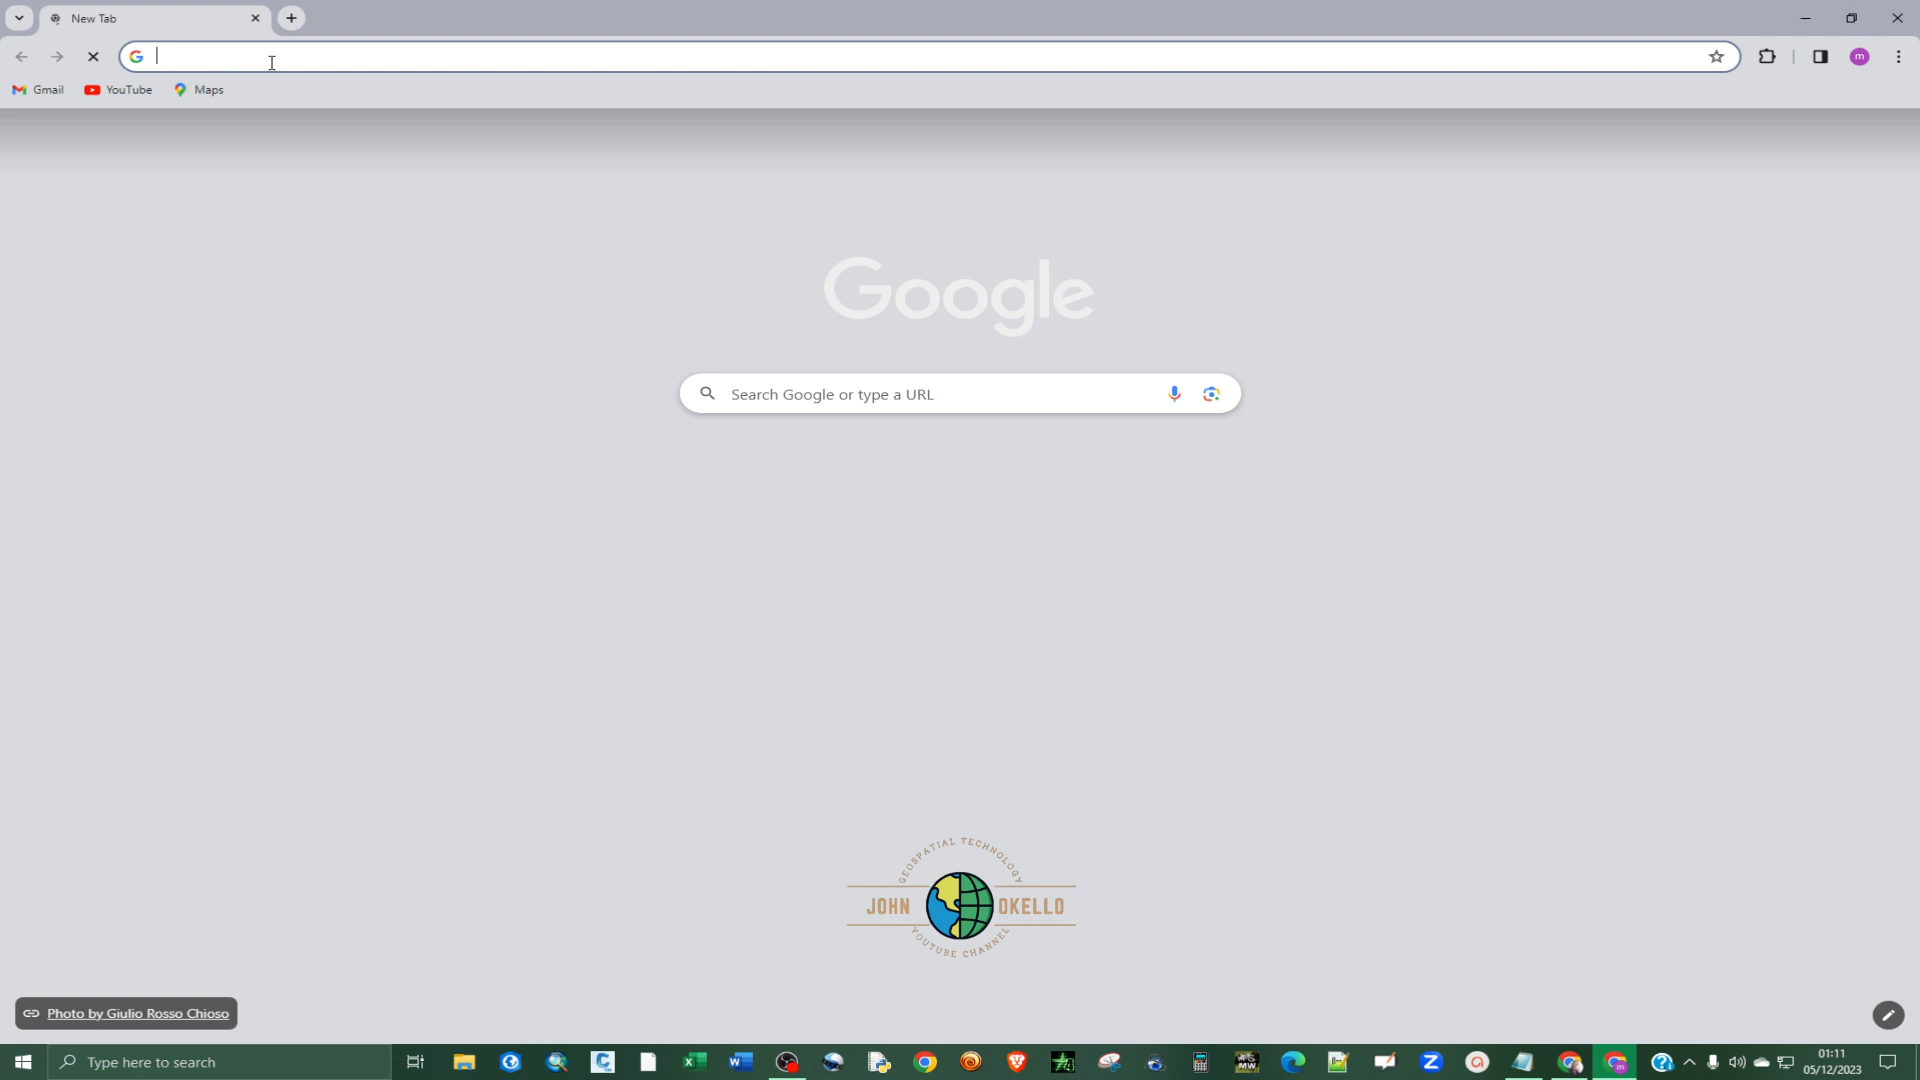 New Tab
Gmail YouTube Maps
Google
Search Google or type a URL
GEOSPATIAL TECHNOLOGY
JOHN OKELLO
YOUTUBE CHANNEL
Photo by Giulio Rosso Chioso
Type here to search
01:11
05/12/2023